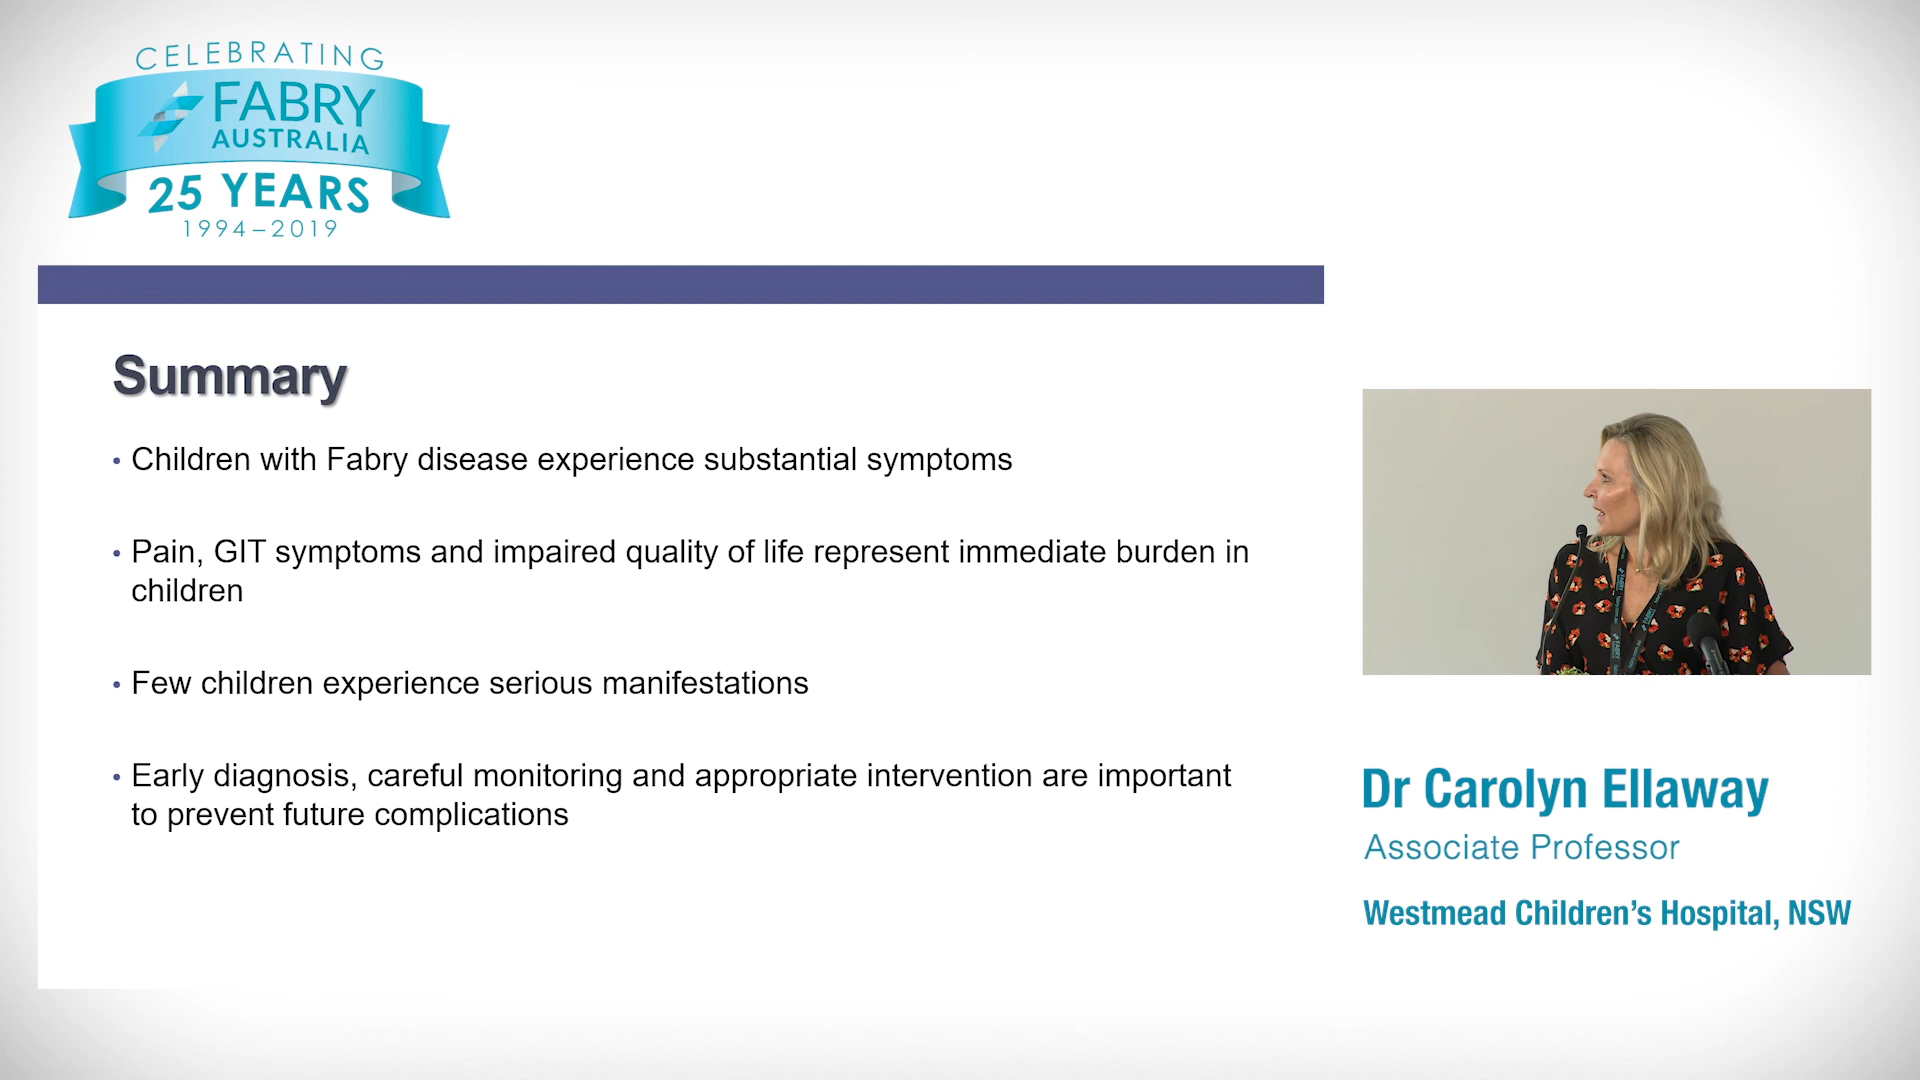 CELEBRATING
FABRY
AUSTRALIA
25 YEARS
1994–2019
Summary
• Children with Fabry disease experience substantial symptoms
• Pain, GIT symptoms and impaired quality of life represent immediate burden in
children
• Few children experience serious manifestations
• Early diagnosis, careful monitoring and appropriate intervention are important
to prevent future complications
Dr Carolyn Ellaway
Associate Professor
Westmead Children’s Hospital, NSW